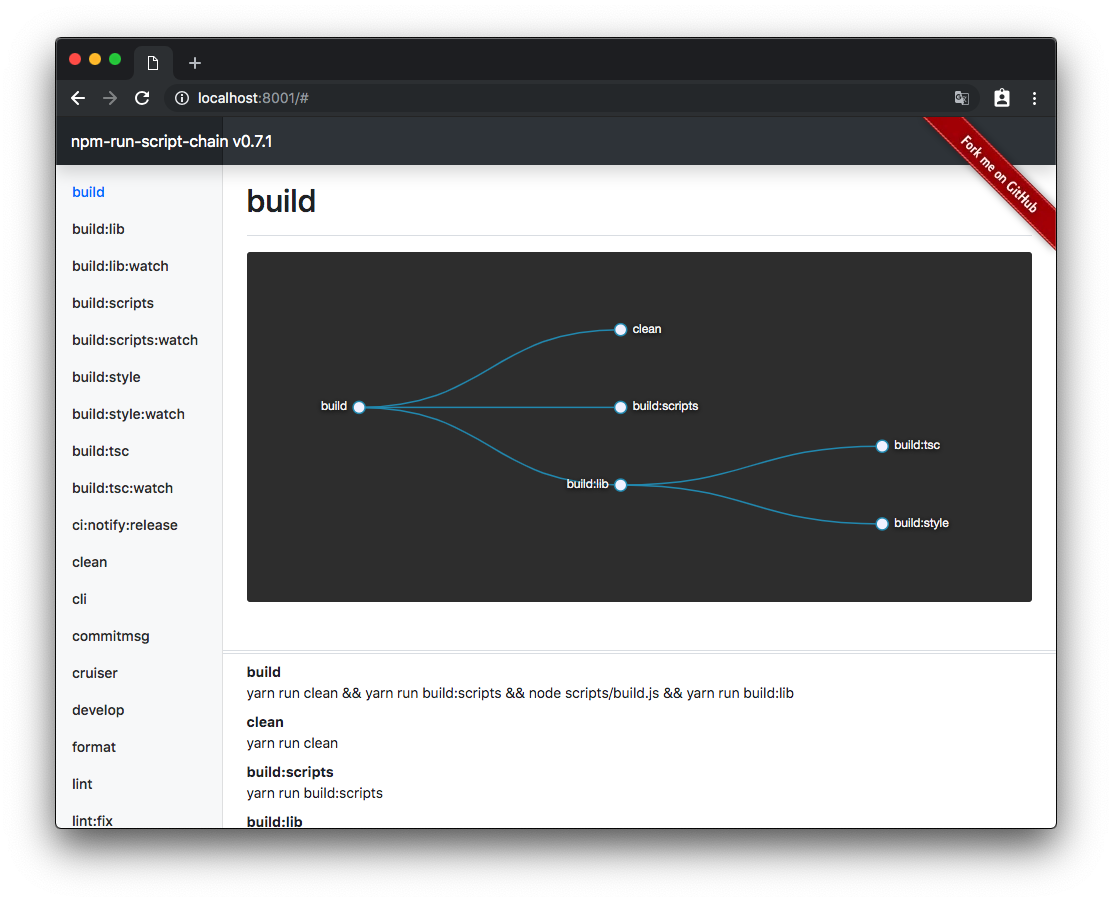 localhost:8001/#
npm-run-script-chain v0.7.1
Fork me on GitHub
build
build:lib
build:lib:watch
build:scripts
build:scripts:watch
build:style
build:style:watch
build:tsc
build:tsc:watch
ci:notify:release
clean
cli
commitmsg
cruiser
develop
format
lint
lint:fix
build
clean
build
build:scripts
build:tsc
build:lib
build:style
build
yarn run clean && yarn run build:scripts && node scripts/build.js && yarn run build:lib
clean
yarn run clean
build:scripts
yarn run build:scripts
build:lib